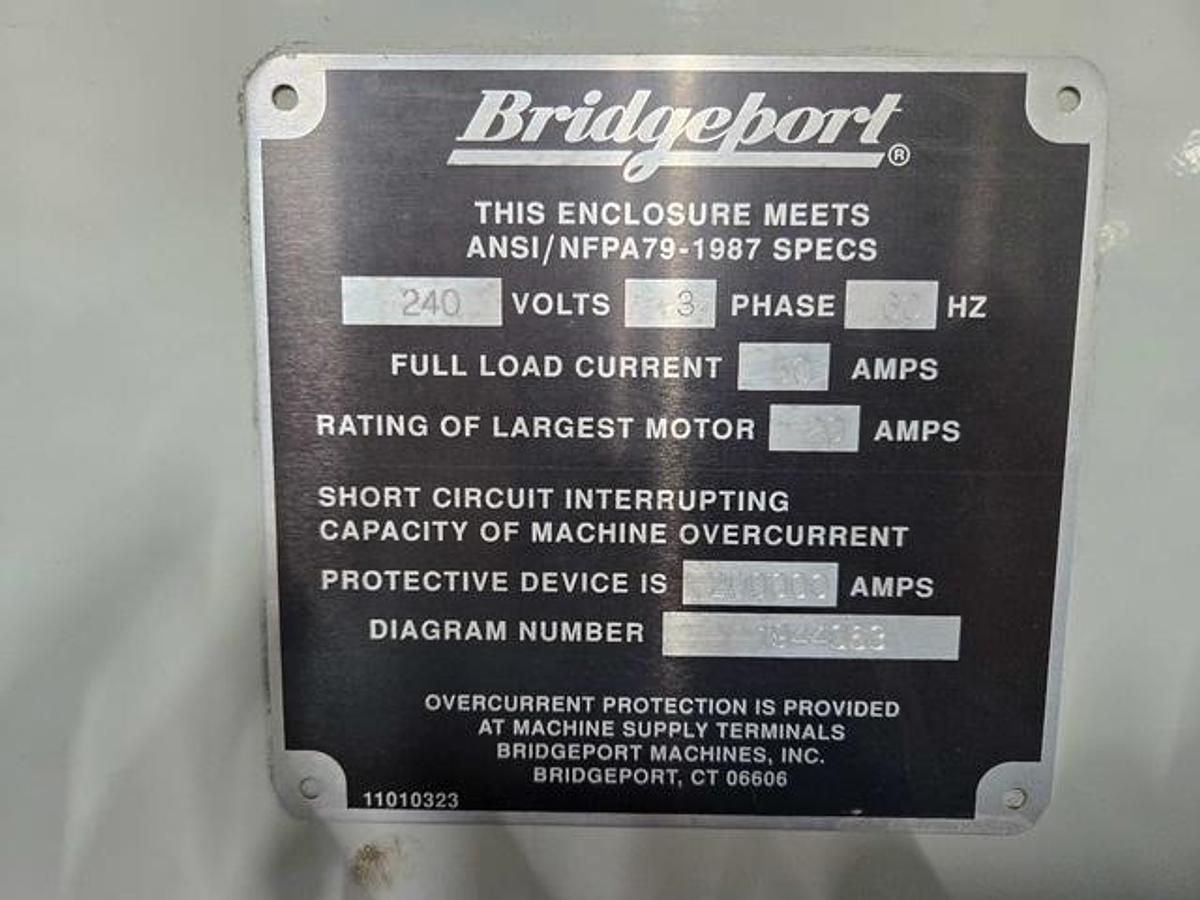 Bridgeport®
THIS ENCLOSURE MEETS
ANSI/NFPA79-1987 SPECS
240 VOLTS 3 PHASE 60 HZ
FULL LOAD CURRENT AMPS
RATING OF LARGEST MOTOR AMPS
SHORT CIRCUIT INTERRUPTING
CAPACITY OF MACHINE OVERCURRENT
PROTECTIVE DEVICE IS AMPS
DIAGRAM NUMBER
OVERCURRENT PROTECTION IS PROVIDED
AT MACHINE SUPPLY TERMINALS
BRIDGEPORT MACHINES, INC.
BRIDGEPORT, CT 06606
11010323